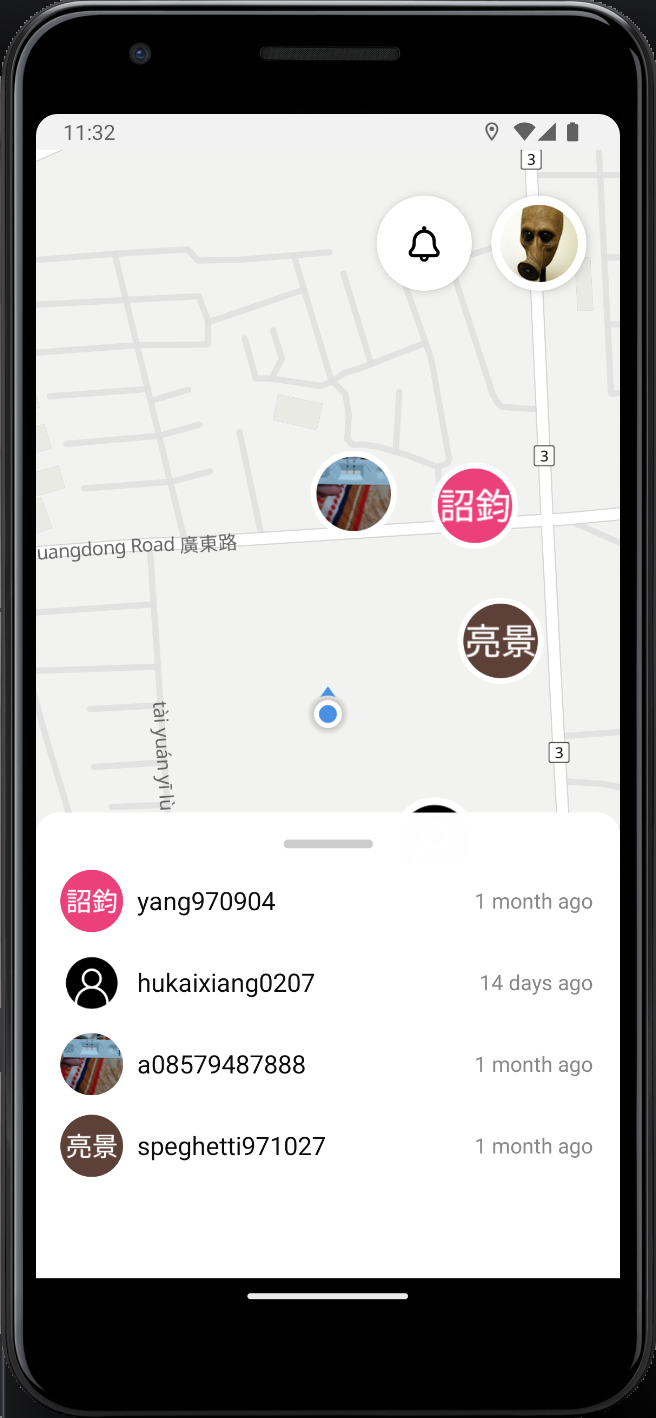 11:32
3
3
詔鈞
uangdong Road 廣東路
亮景
tài yuán yī lù
3
詔鈞 yang970904 1 month ago
hukaixiang0207 14 days ago
a08579487888 1 month ago
亮景 speghetti971027 1 month ago